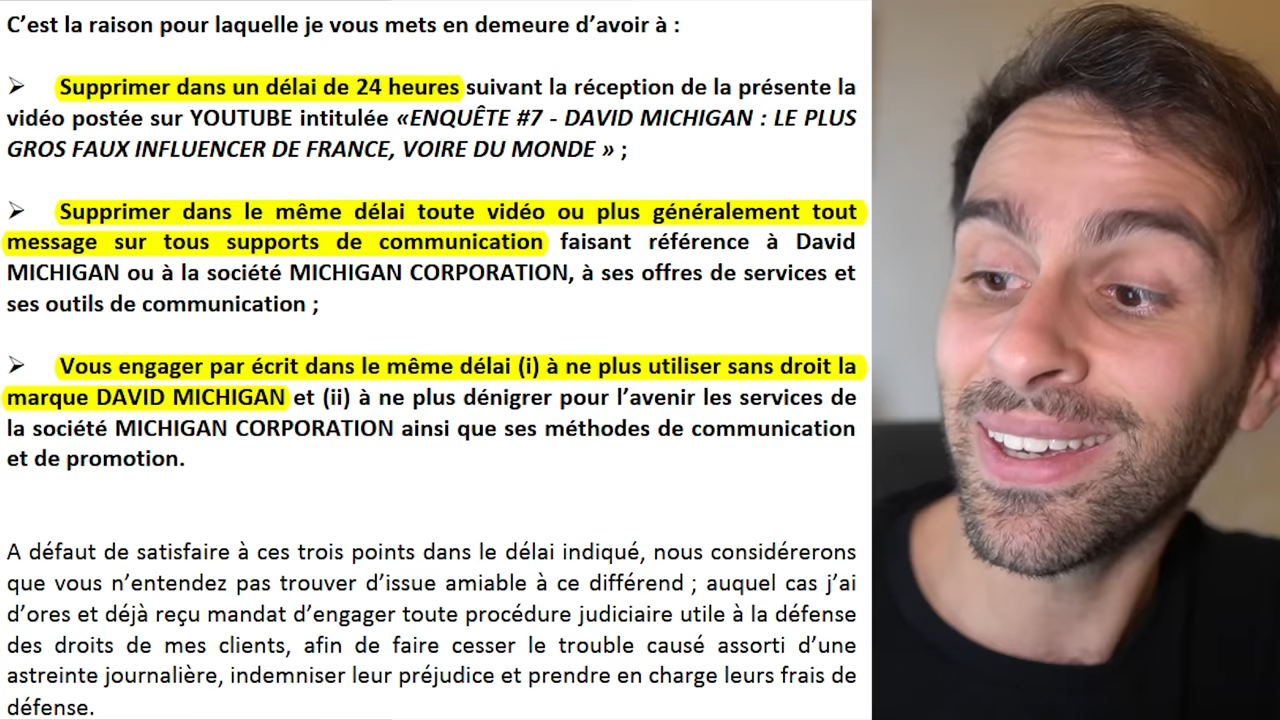 C’est la raison pour laquelle je vous mets en demeure d’avoir à :
➢ Supprimer dans un délai de 24 heures suivant la réception de la présente la
vidéo postée sur YOUTUBE intitulée «ENQUÊTE #7 - DAVID MICHIGAN : LE PLUS
GROS FAUX INFLUENCER DE FRANCE, VOIRE DU MONDE » ;
➢ Supprimer dans le même délai toute vidéo ou plus généralement tout
message sur tous supports de communication faisant référence à David
MICHIGAN ou à la société MICHIGAN CORPORATION, à ses offres de services et
ses outils de communication ;
➢ Vous engager par écrit dans le même délai (i) à ne plus utiliser sans droit la
marque DAVID MICHIGAN et (ii) à ne plus dénigrer pour l’avenir les services de
la société MICHIGAN CORPORATION ainsi que ses méthodes de communication
et de promotion.
A défaut de satisfaire à ces trois points dans le délai indiqué, nous considérerons
que vous n’entendez pas trouver d’issue amiable à ce différend ; auquel cas j’ai
d’ores et déjà reçu mandat d’engager toute procédure judiciaire utile à la défense
des droits de mes clients, afin de faire cesser le trouble causé assorti d’une
astreinte journalière, indemniser leur préjudice et prendre en charge leurs frais de
défense.